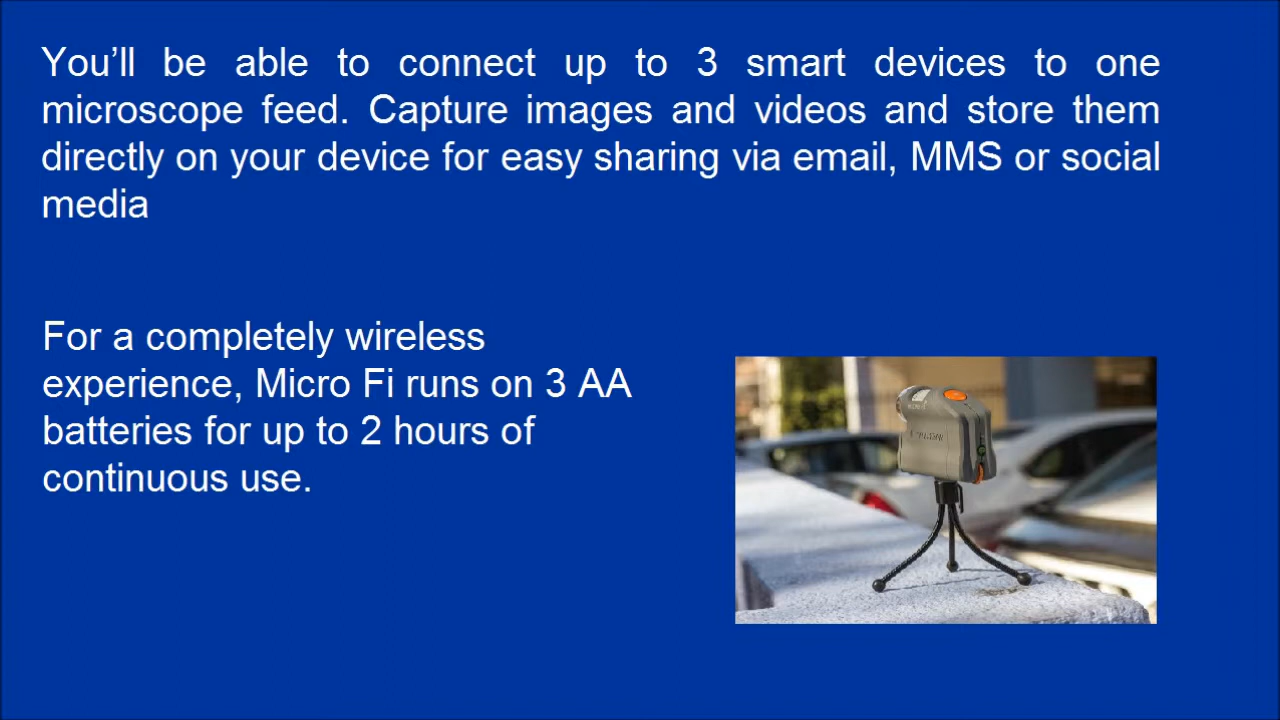 You’ll be able to connect up to 3 smart devices to one
microscope feed. Capture images and videos and store them
directly on your device for easy sharing via email, MMS or social
media
For a completely wireless
experience, Micro Fi runs on 3 AA
batteries for up to 2 hours of
continuous use.